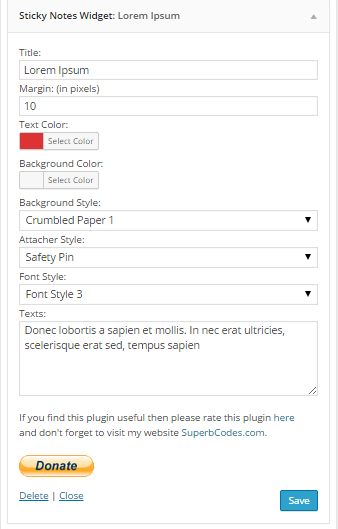 Sticky Notes Widget: Lorem Ipsum
Title:
Lorem Ipsum
Margin: (in pixels)
10
Text Color:
Select Color
Background Color:
Select Color
Background Style:
Crumbled Paper 1
Attacher Style:
Safety Pin
Font Style:
Font Style 3
Texts:
Donec lobortis a sapien et mollis. In nec erat ultricies,
scelerisque erat sed, tempus sapien
If you find this plugin useful then please rate this plugin here
and don't forget to visit my website SuperbCodes.com.
Donate
Delete | Close
Save